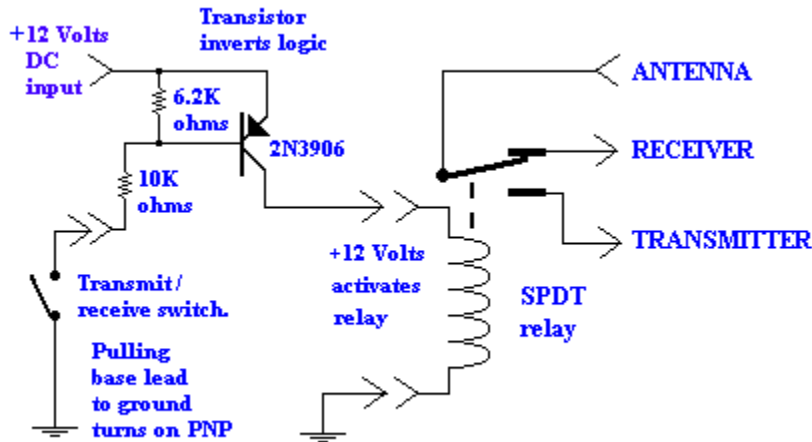 +12 Volts
DC
input
Transistor
inverts logic
6.2K
ohms
2N3906
10K
ohms
Transmit /
receive switch.
Pulling
base lead
to ground
turns on PNP
+12 Volts
activates
relay
SPDT
relay
ANTENNA
RECEIVER
TRANSMITTER